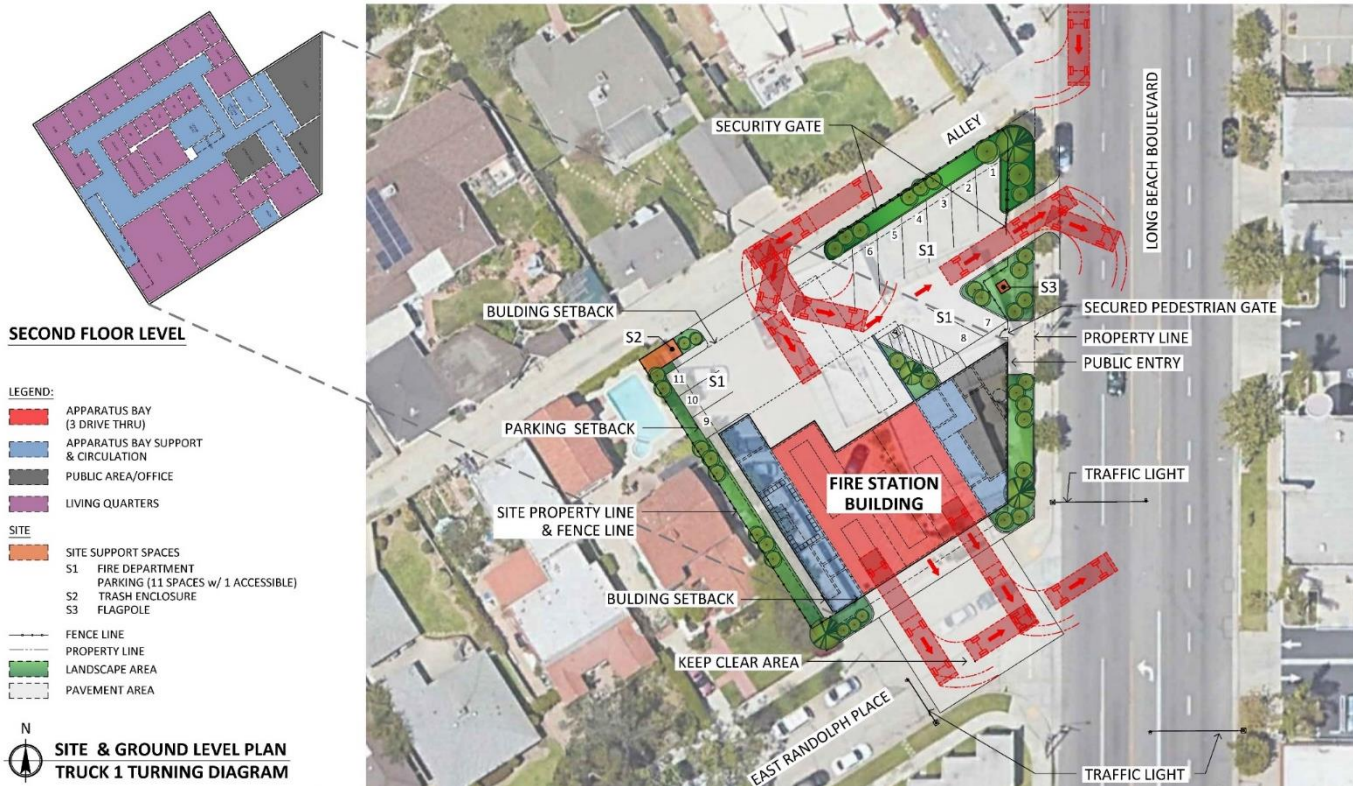 SECOND FLOOR LEVEL
LEGEND:
APPARATUS BAY
(3 DRIVE THRU)
APPARATUS BAY SUPPORT
& CIRCULATION
PUBLIC AREA/OFFICE
LIVING QUARTERS
SITE
SITE SUPPORT SPACES
S1 FIRE DEPARTMENT
PARKING (11 SPACES w/ 1 ACCESSIBLE)
S2 TRASH ENCLOSURE
S3 FLAGPOLE
FENCE LINE
PROPERTY LINE
LANDSCAPE AREA
PAVEMENT AREA
N
SITE & GROUND LEVEL PLAN
TRUCK 1 TURNING DIAGRAM
SECURITY GATE
ALLEY
LONG BEACH BOULEVARD
1
2
3
4
5
6
S1
S3
S1
7
8
BULDING SETBACK
SECURED PEDESTRIAN GATE
PROPERTY LINE
PUBLIC ENTRY
S2
11
S1
10
9
PARKING SETBACK
FIRE STATION
BUILDING
TRAFFIC LIGHT
SITE PROPERTY LINE
& FENCE LINE
BULDING SETBACK
KEEP CLEAR AREA
EAST RANDOLPH PLACE
TRAFFIC LIGHT